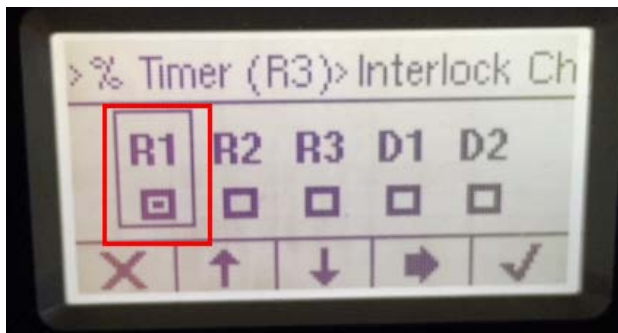 >% Timer (R3)> Interlock Ch
R1 R2 R3 D1 D2